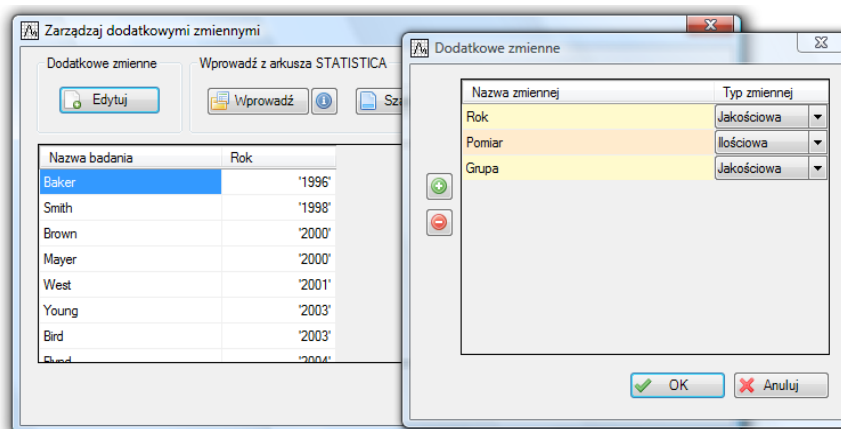 Zarządzaj dodatkowymi zmiennymi
Dodatkowe zmienne
Wprowadź z arkusza STATISTICA
Edytuj
Wprowadź
Nazwa badania Rok
Baker '1996'
Smith '1998'
Brown '2000'
Mayer '2000'
West '2001'
Young '2003'
Bird '2003'
'2004'
Dodatkowe zmienne
Nazwa zmiennej Typ zmiennej
Rok Jakościowa
Pomiar Ilościowa
Grupa Jakościowa
OK Anuluj